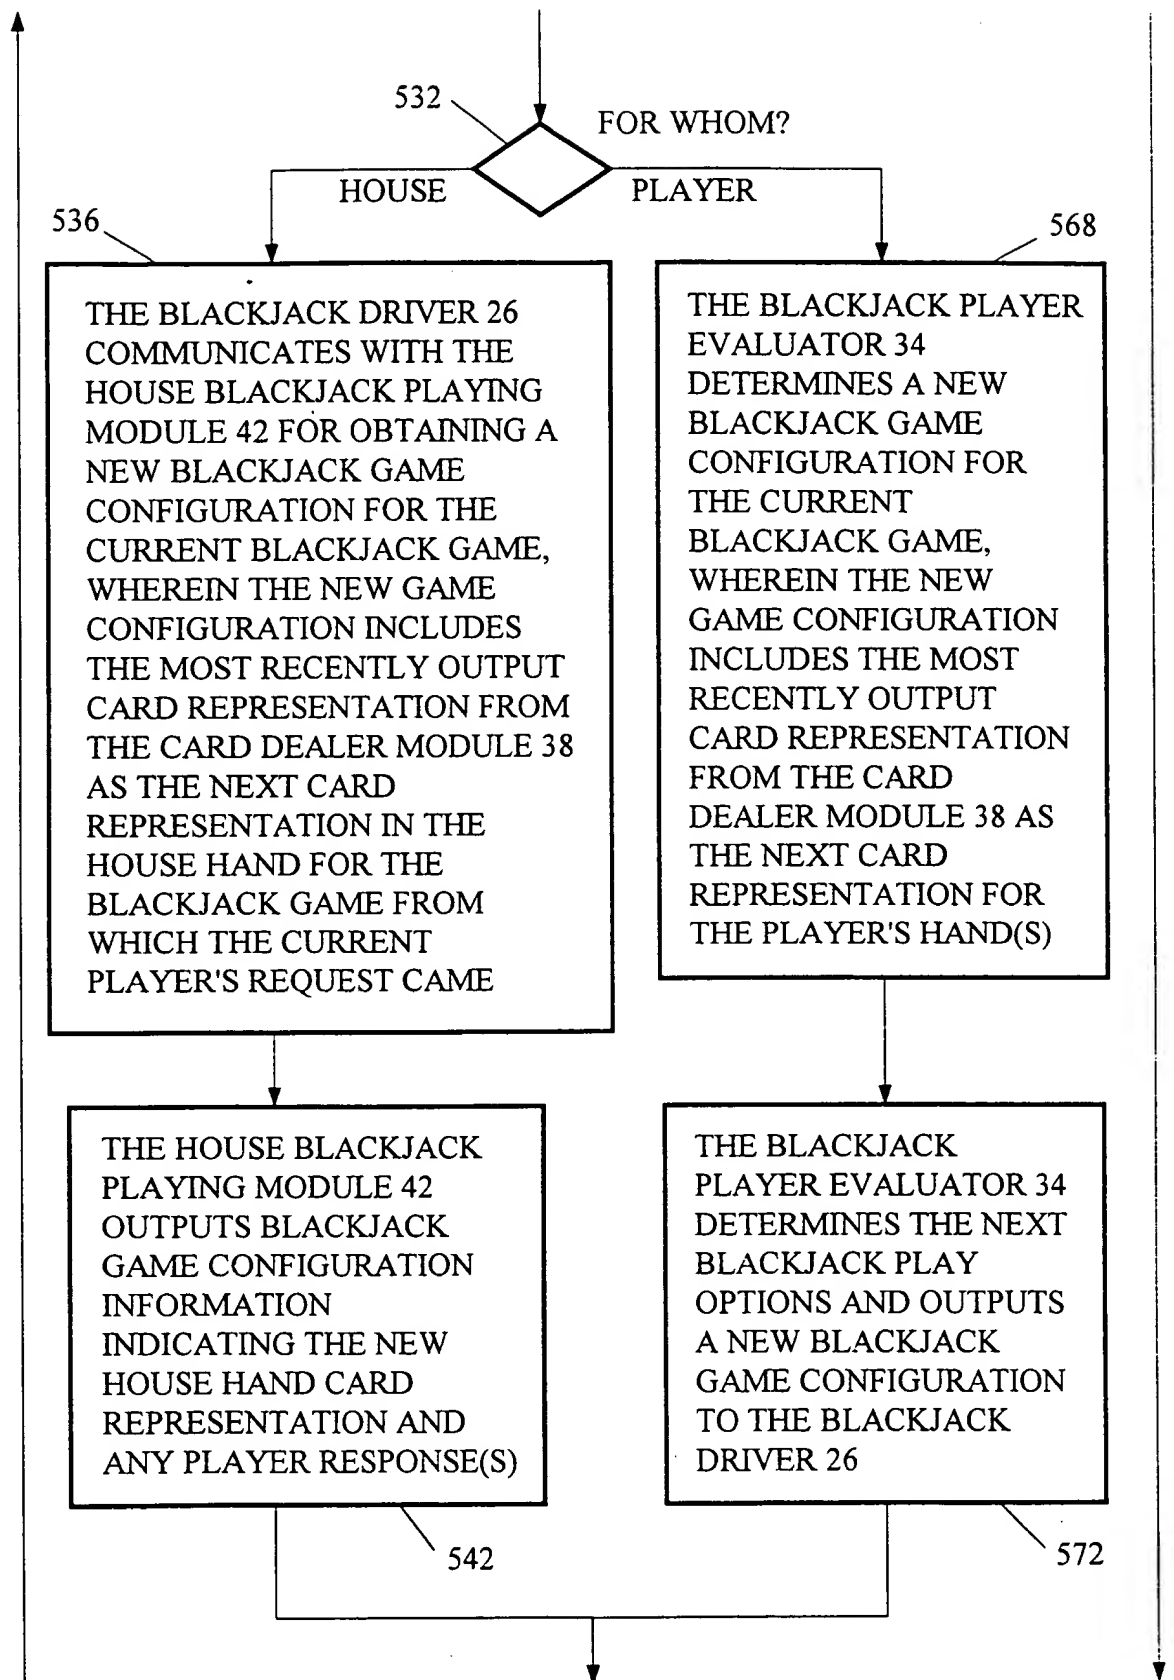 532
FOR WHOM?
HOUSE
PLAYER
536
THE BLACKJACK DRIVER 26
COMMUNICATES WITH THE
HOUSE BLACKJACK PLAYING
MODULE 42 FOR OBTAINING A
NEW BLACKJACK GAME
CONFIGURATION FOR THE
CURRENT BLACKJACK GAME,
WHEREIN THE NEW GAME
CONFIGURATION INCLUDES
THE MOST RECENTLY OUTPUT
CARD REPRESENTATION FROM
THE CARD DEALER MODULE 38
AS THE NEXT CARD
REPRESENTATION IN THE
HOUSE HAND FOR THE
BLACKJACK GAME FROM
WHICH THE CURRENT
PLAYER'S REQUEST CAME
568
THE BLACKJACK PLAYER
EVALUATOR 34
DETERMINES A NEW
BLACKJACK GAME
CONFIGURATION FOR
THE CURRENT
BLACKJACK GAME,
WHEREIN THE NEW
GAME CONFIGURATION
INCLUDES THE MOST
RECENTLY OUTPUT
CARD REPRESENTATION
FROM THE CARD
DEALER MODULE 38 AS
THE NEXT CARD
REPRESENTATION FOR
THE PLAYER'S HAND(S)
THE HOUSE BLACKJACK
PLAYING MODULE 42
OUTPUTS BLACKJACK
GAME CONFIGURATION
INFORMATION
INDICATING THE NEW
HOUSE HAND CARD
REPRESENTATION AND
ANY PLAYER RESPONSE(S)
542
THE BLACKJACK
PLAYER EVALUATOR 34
DETERMINES THE NEXT
BLACKJACK PLAY
OPTIONS AND OUTPUTS
A NEW BLACKJACK
GAME CONFIGURATION
TO THE BLACKJACK
DRIVER 26
572